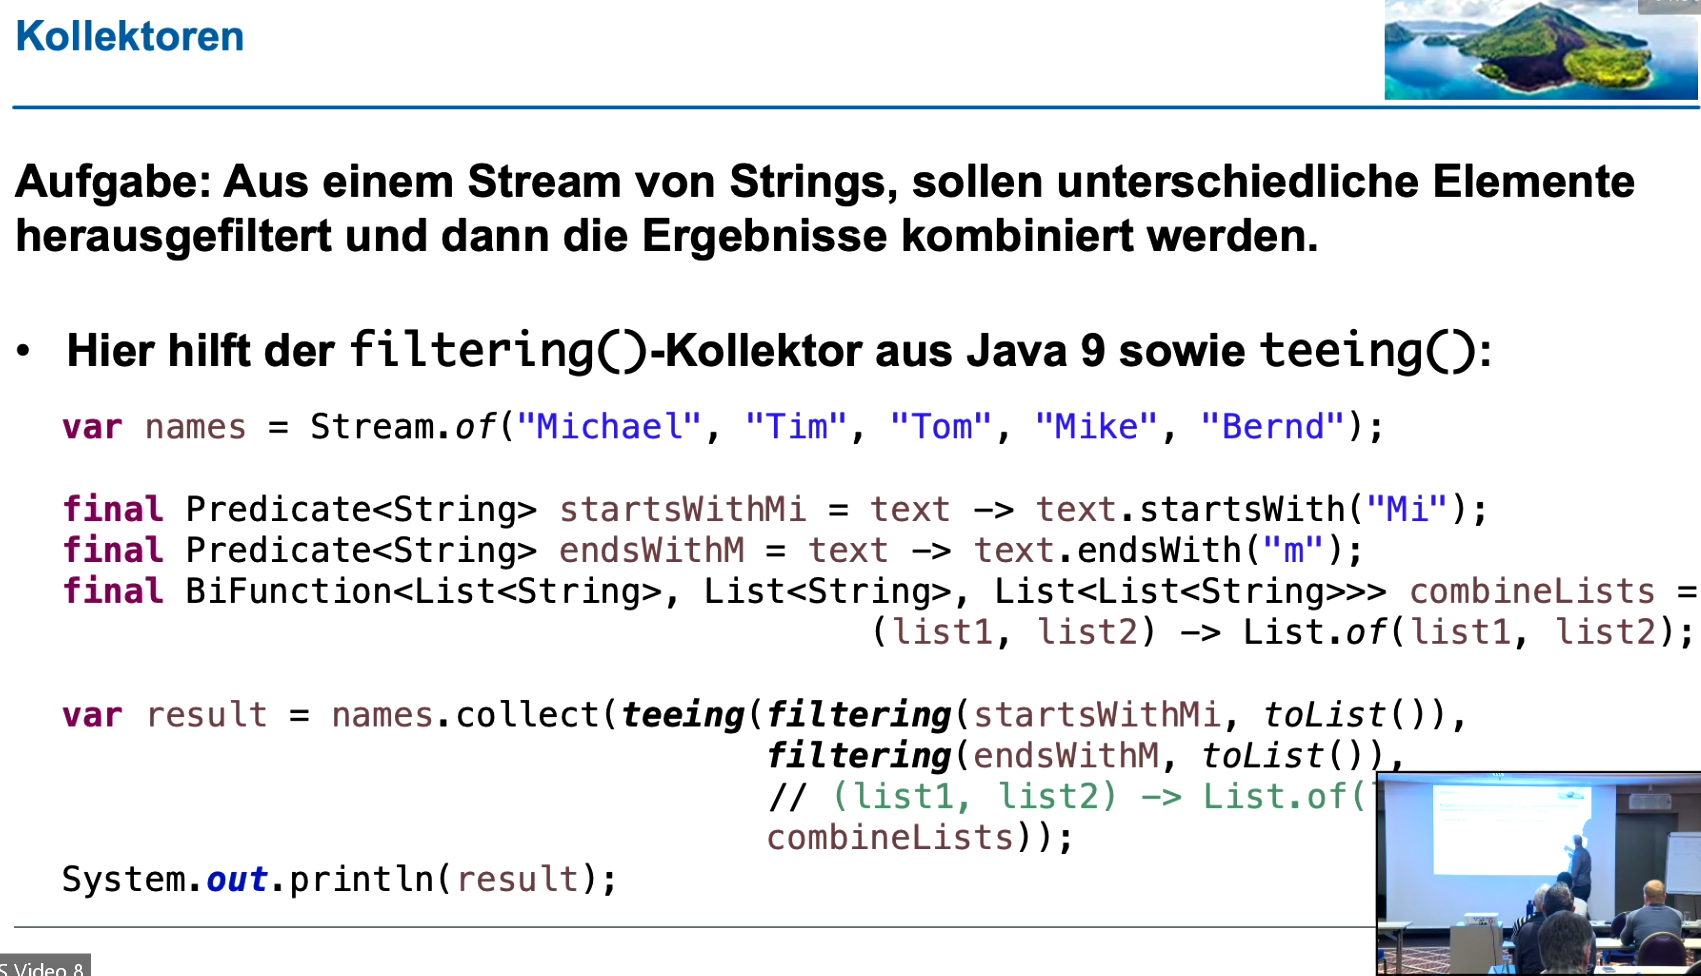 Kollektoren
Aufgabe: Aus einem Stream von Strings, sollen unterschiedliche Elemente
herausgefiltert und dann die Ergebnisse kombiniert werden.
• Hier hilft der filtering()-Kollektor aus Java 9 sowie teeing():
var names = Stream.of("Michael", "Tim", "Tom", "Mike", "Bernd");
final Predicate<String> startsWithMi = text -> text.startsWith("Mi");
final Predicate<String> endsWithM = text -> text.endsWith("m");
final BiFunction<List<String>, List<String>, List<List<String>>> combineLists =
(list1, list2) -> List.of(list1, list2);
var result = names.collect(teeing(filtering(startsWithMi, toList()),
filtering(endsWithM, toList()),
// (list1, list2) -> List.of(
combineLists));
System.out.println(result);
S Video 8